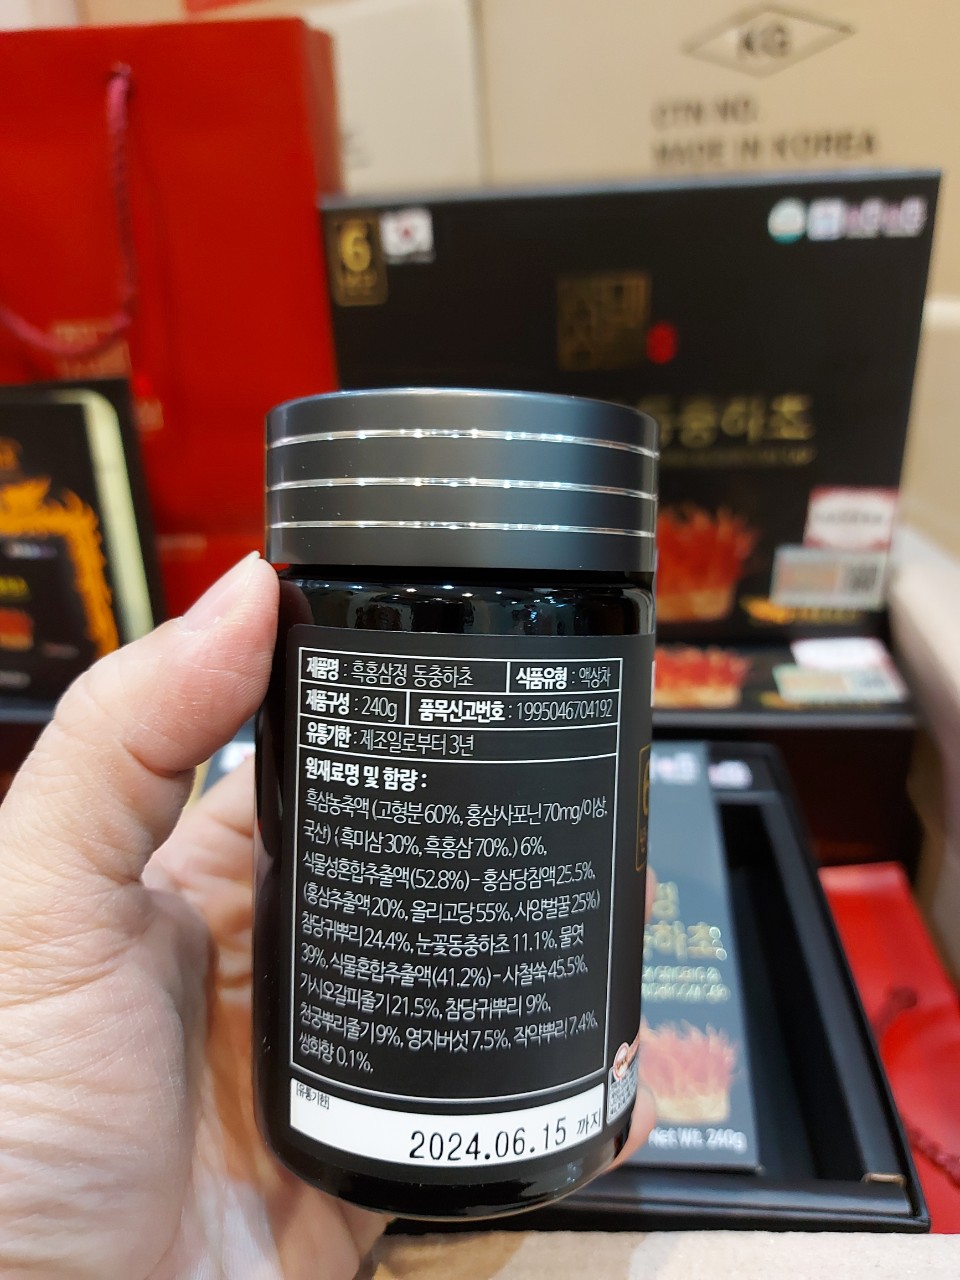 KG
CTN NO.
MADE IN KOREA
6
동충하초
제품명 : 흑홍삼정 동충하초
식품유형 : 액상차
제품구성 : 240g
품목신고번호 : 1995046704192
유통기한 : 제조일로부터 3년
원재료명 및 함량 :
흑삼농축액 (고형분 60%, 홍삼사포닌 70mg/이상,
국산) (흑미삼 30%, 흑홍삼 70%.) 6%,
식물성혼합추출액(52.8%) - 홍삼당침액 25.5%,
(홍삼추출액 20%, 올리고당 55%, 사양벌꿀 25%)
참당귀뿌리 24.4%, 눈꽃동충하초 11.1%, 물엿
39%, 식물혼합추출액(41.2%) - 사철쑥 45.5%,
가시오갈피줄기 21.5%, 참당귀뿌리 9%,
천궁뿌리줄기 9%, 영지버섯 7.5%, 작약뿌리 7.4%,
쌍화향 0.1%,
[유통기한]
2024.06.15 까지
Net Wt. 240g